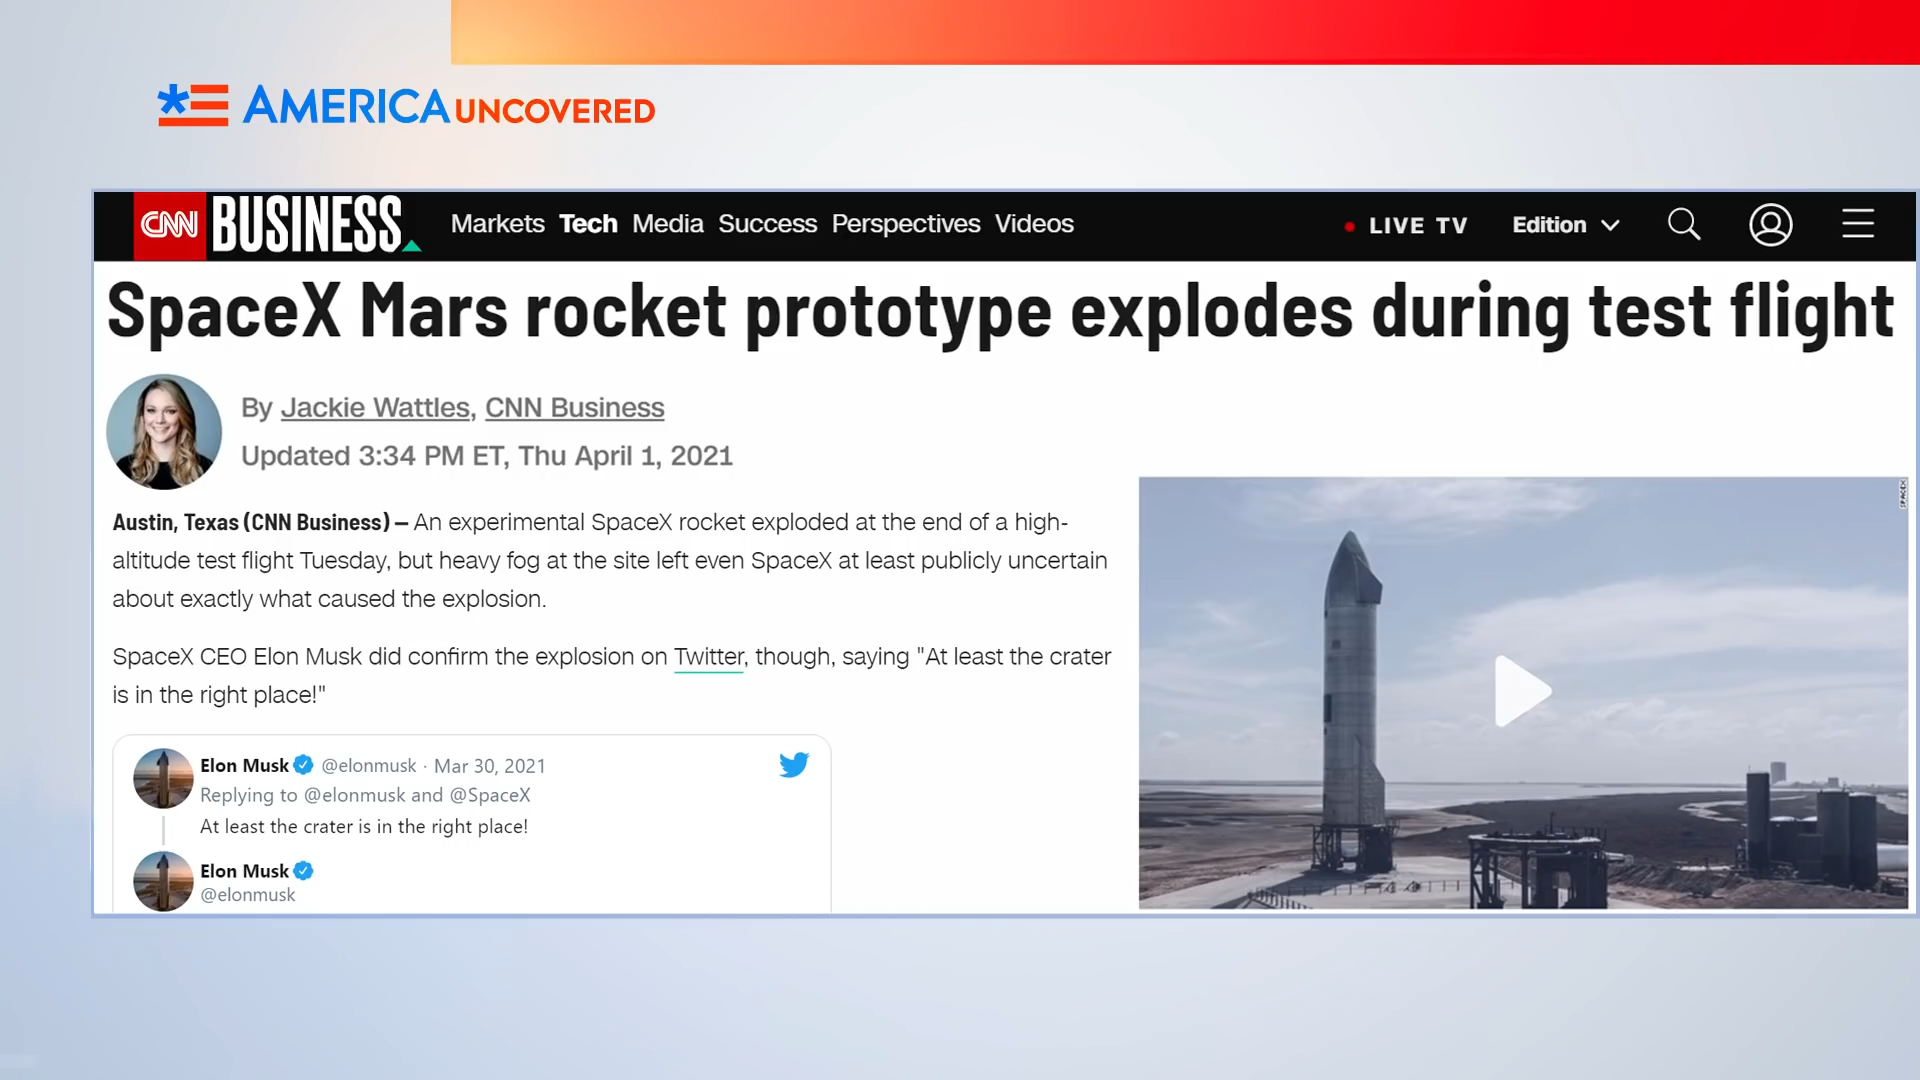 AMERICA UNCOVERED
CNN BUSINESS Markets Tech Media Success Perspectives Videos LIVE TV Edition
SpaceX Mars rocket prototype explodes during test flight
By Jackie Wattles, CNN Business
Updated 3:34 PM ET, Thu April 1, 2021
SPACEX
Austin, Texas (CNN Business) — An experimental SpaceX rocket exploded at the end of a high-
altitude test flight Tuesday, but heavy fog at the site left even SpaceX at least publicly uncertain
about exactly what caused the explosion.
SpaceX CEO Elon Musk did confirm the explosion on Twitter, though, saying "At least the crater
is in the right place!"
Elon Musk @elonmusk · Mar 30, 2021
Replying to @elonmusk and @SpaceX
At least the crater is in the right place!
Elon Musk
@elonmusk